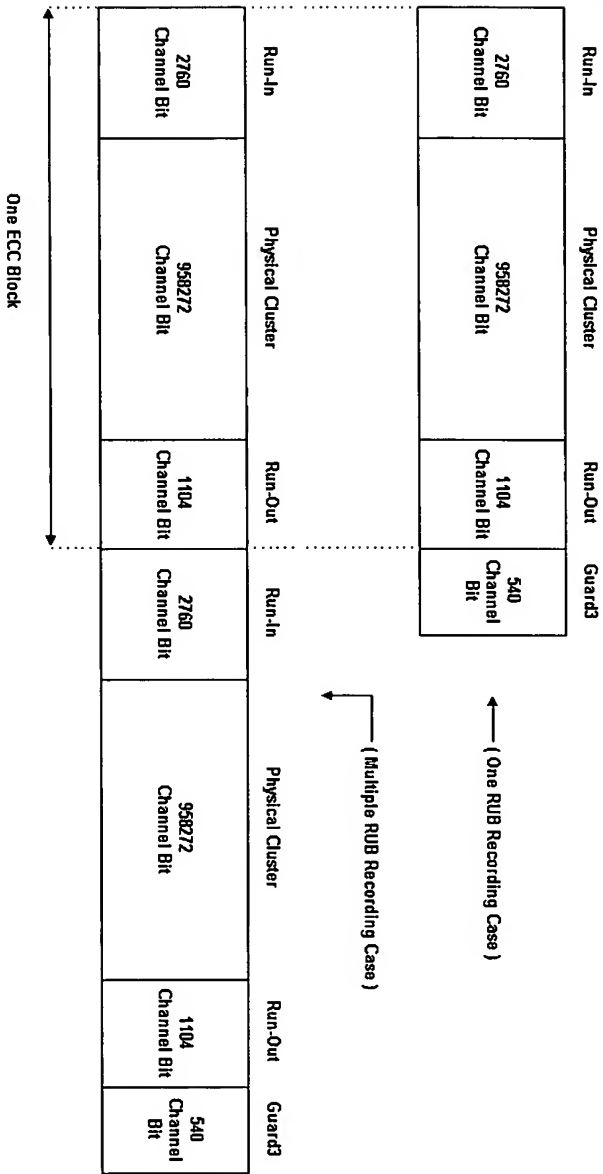 Run-In
Physical Cluster
Run-Out
Guard3
2760
Channel Bit
958272
Channel Bit
1104
Channel Bit
540
Channel
Bit
( One RUB Recording Case )
( Multiple RUB Recording Case )
Run-In
Physical Cluster
Run-Out
Run-In
Physical Cluster
Run-Out
Guard3
2760
Channel Bit
958272
Channel Bit
1104
Channel Bit
2760
Channel Bit
958272
Channel Bit
1104
Channel Bit
540
Channel
Bit
One ECC Block